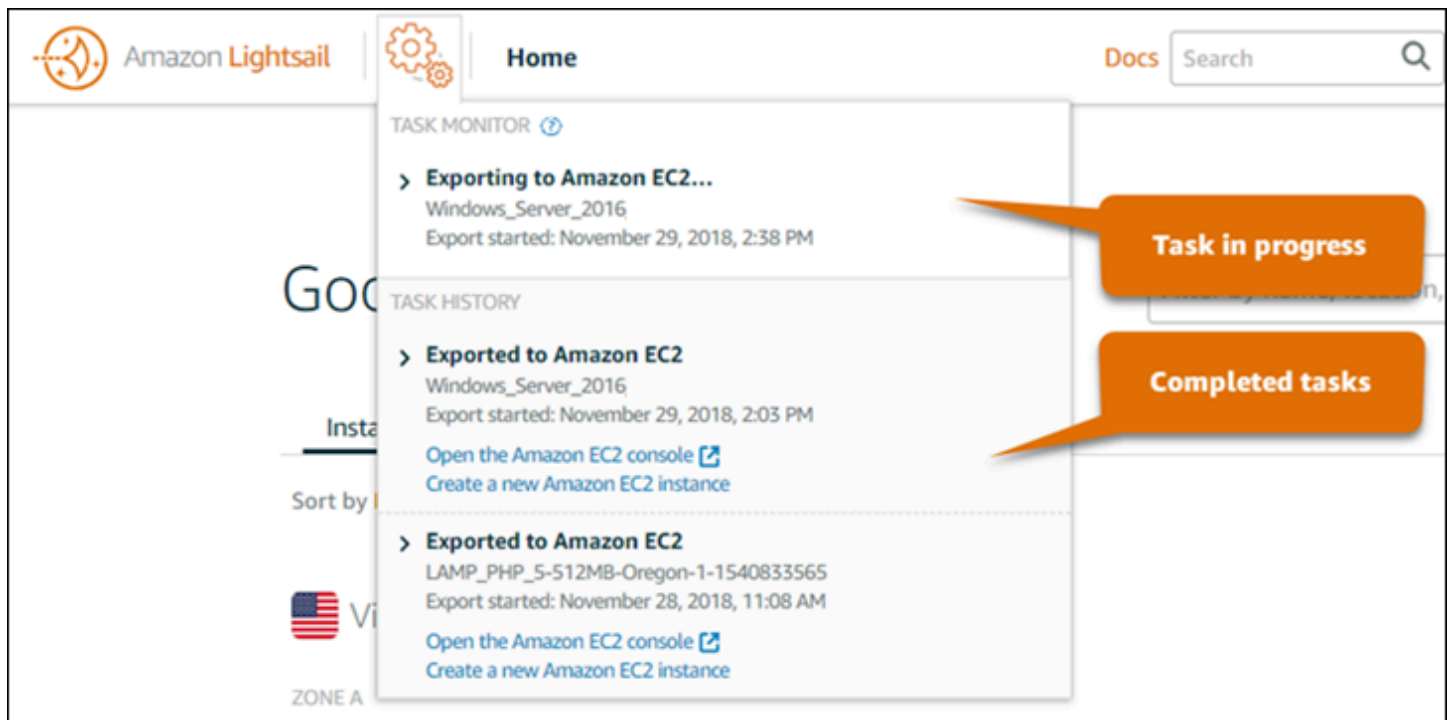 Amazon Lightsail
Home
Docs
Search
TASK MONITOR
Exporting to Amazon EC2...
Windows_Server_2016
Export started: November 29, 2018, 2:38 PM
Task in progress
Goo
TASK HISTORY
Exported to Amazon EC2
Windows_Server_2016
Export started: November 29, 2018, 2:03 PM
Completed tasks
Insta
Open the Amazon EC2 console
Create a new Amazon EC2 instance
Sort by
Exported to Amazon EC2
LAMP_PHP_5-512MB-Oregon-1-1540833565
Export started: November 28, 2018, 11:08 AM
Vi
Open the Amazon EC2 console
Create a new Amazon EC2 instance
ZONE A